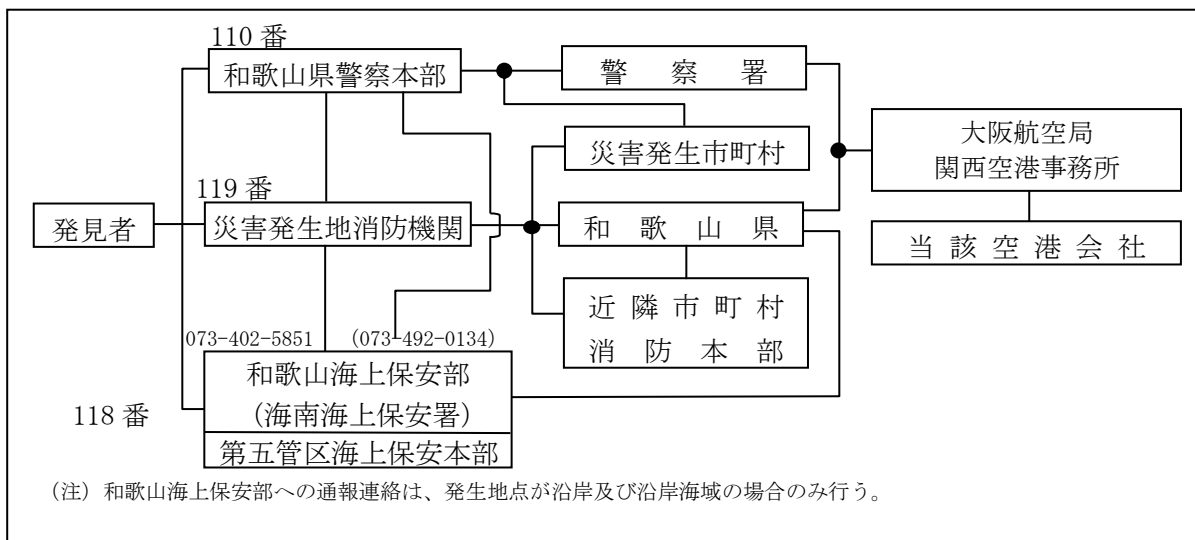 110 番
和歌山県警察本部
警察署
災害発生市町村
大阪航空局
関西空港事務所
119 番
発見者
災害発生地消防機関
和歌山県
当該空港会社
近隣市町村
消防本部
073-402-5851
(073-492-0134)
118 番
和歌山海上保安部
(海南海上保安署)
第五管区海上保安本部
(注) 和歌山海上保安部への通報連絡は、発生地点が沿岸及び沿岸海域の場合のみ行う。